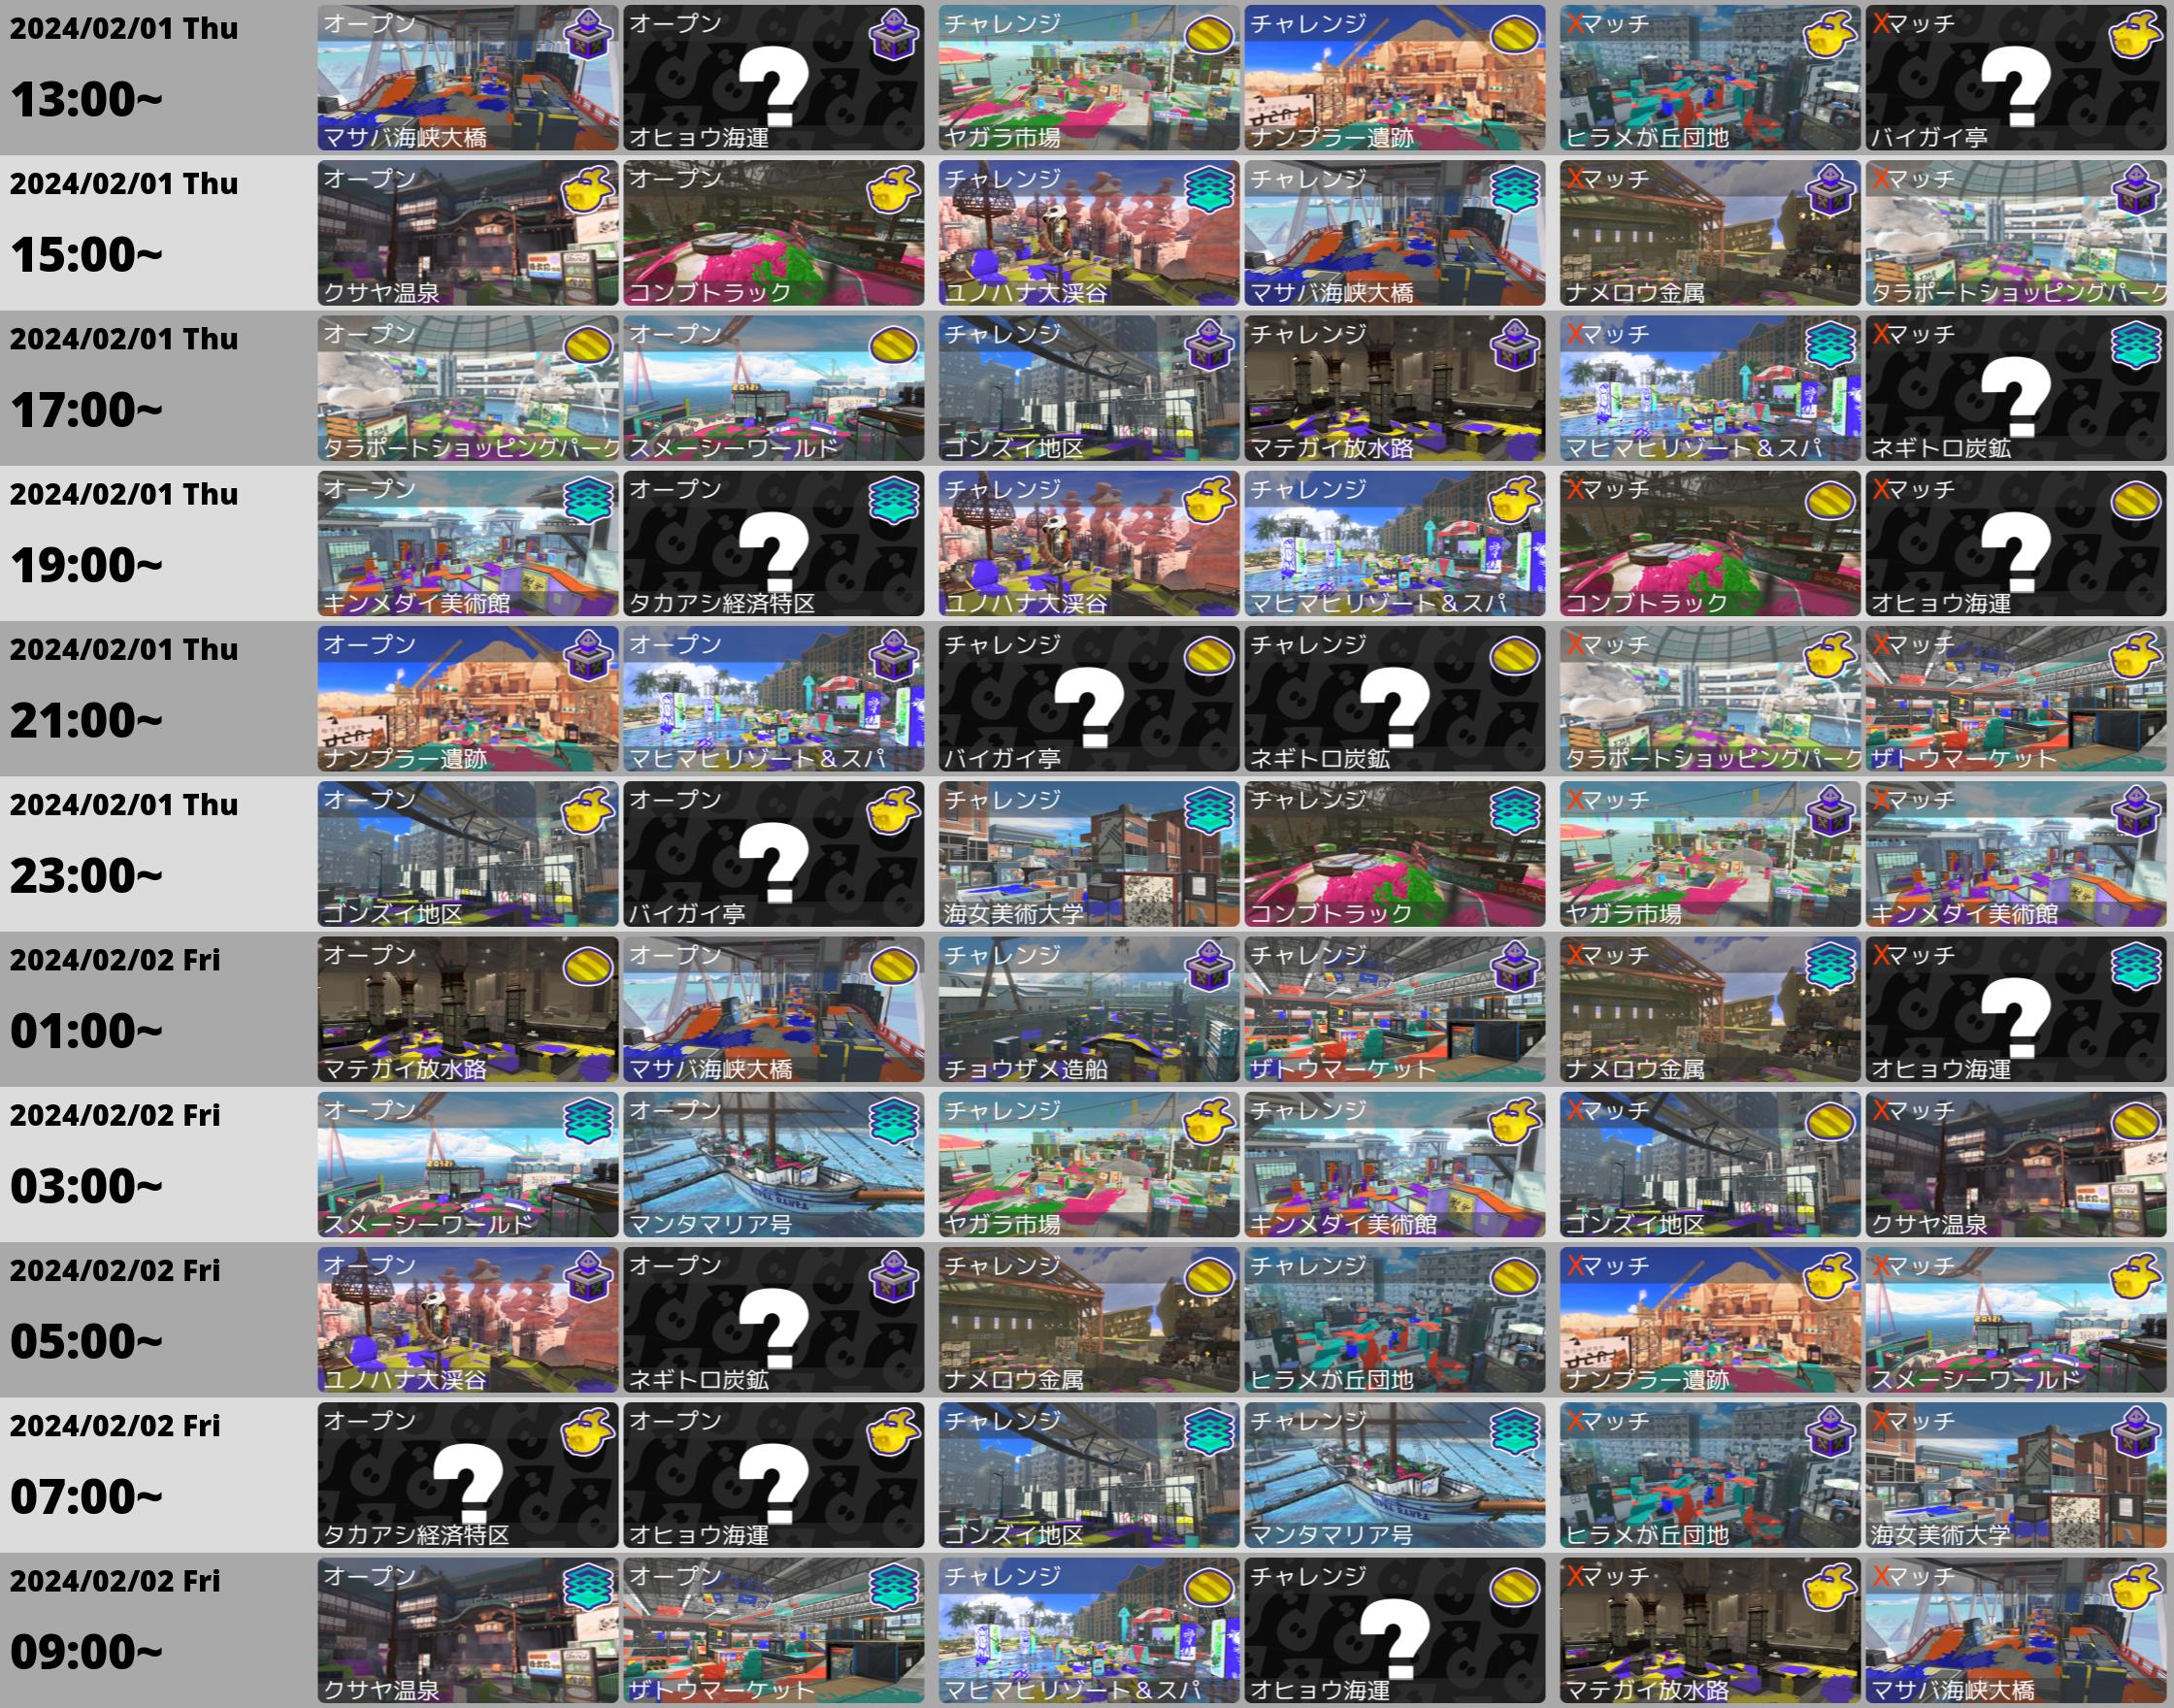 2024/02/01 Thu
13:00~
オープン
マサバ海峡大橋
オープン
オヒョウ海運
チャレンジ
ヤガラ市場
チャレンジ
ナンプラー遺跡
Xマッチ
ヒラメが丘団地
Xマッチ
バイガイ亭
2024/02/01 Thu
15:00~
オープン
クサヤ温泉
オープン
コンブトラック
チャレンジ
ユノハナ大渓谷
チャレンジ
マサバ海峡大橋
Xマッチ
ナメロウ金属
Xマッチ
タラポートショッピングパーク
2024/02/01 Thu
17:00~
オープン
タラポートショッピングパーク
オープン
スメーシーワールド
チャレンジ
ゴンズイ地区
チャレンジ
マテガイ放水路
Xマッチ
マヒマヒリゾート＆スパ
Xマッチ
ネギトロ炭鉱
2024/02/01 Thu
19:00~
オープン
キンメダイ美術館
オープン
タカアシ経済特区
チャレンジ
ユノハナ大渓谷
チャレンジ
マヒマヒリゾート＆スパ
Xマッチ
コンブトラック
Xマッチ
オヒョウ海運
2024/02/01 Thu
21:00~
オープン
ナンプラー遺跡
オープン
マヒマヒリゾート＆スパ
チャレンジ
バイガイ亭
チャレンジ
ネギトロ炭鉱
Xマッチ
タラポートショッピングパーク
Xマッチ
ザトウマーケット
2024/02/01 Thu
23:00~
オープン
ゴンズイ地区
オープン
バイガイ亭
チャレンジ
海女美術大学
チャレンジ
コンブトラック
Xマッチ
ヤガラ市場
Xマッチ
キンメダイ美術館
2024/02/02 Fri
01:00~
オープン
マテガイ放水路
オープン
マサバ海峡大橋
チャレンジ
チョウザメ造船
チャレンジ
ザトウマーケット
Xマッチ
ナメロウ金属
Xマッチ
オヒョウ海運
2024/02/02 Fri
03:00~
オープン
スメーシーワールド
オープン
マンタマリア号
チャレンジ
ヤガラ市場
チャレンジ
キンメダイ美術館
Xマッチ
ゴンズイ地区
Xマッチ
クサヤ温泉
2024/02/02 Fri
05:00~
オープン
ユノハナ大渓谷
オープン
ネギトロ炭鉱
チャレンジ
ナメロウ金属
チャレンジ
ヒラメが丘団地
Xマッチ
ナンプラー遺跡
Xマッチ
スメーシーワールド
2024/02/02 Fri
07:00~
オープン
タカアシ経済特区
オープン
オヒョウ海運
チャレンジ
ゴンズイ地区
チャレンジ
マンタマリア号
Xマッチ
ヒラメが丘団地
Xマッチ
海女美術大学
2024/02/02 Fri
09:00~
オープン
クサヤ温泉
オープン
ザトウマーケット
チャレンジ
マヒマヒリゾート＆スパ
チャレンジ
オヒョウ海運
Xマッチ
マテガイ放水路
Xマッチ
マサバ海峡大橋